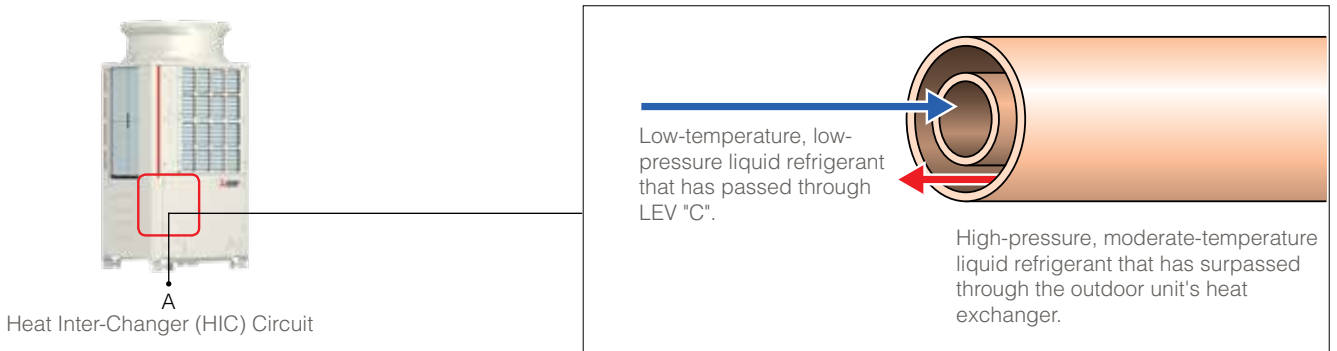 Low-temperature, low-
pressure liquid refrigerant
that has passed through
LEV "C".
High-pressure, moderate-temperature
liquid refrigerant that has surpassed
through the outdoor unit's heat
exchanger.
A
Heat Inter-Changer (HIC) Circuit